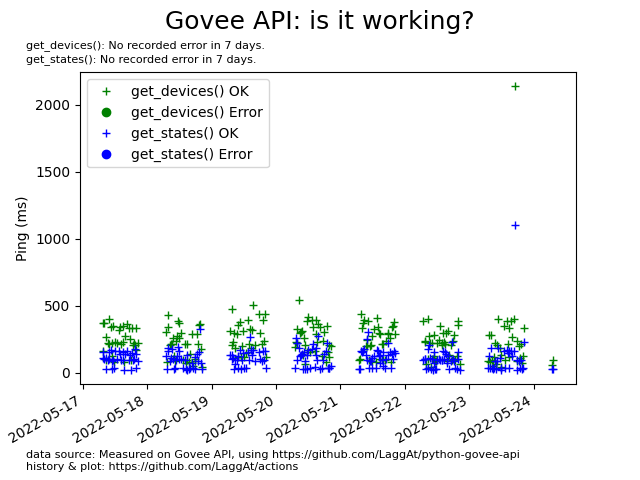 Govee API: is it working?
get_devices(): No recorded error in 7 days.
get_states(): No recorded error in 7 days.
get_devices() OK
get_devices() Error
get_states() OK
get_states() Error
Ping (ms)
2000
1500
1000
500
0
2022-05-17
2022-05-18
2022-05-19
2022-05-20
2022-05-21
2022-05-22
2022-05-23
2022-05-24
data source: Measured on Govee API, using https://github.com/LaggAt/python-govee-api
history & plot: https://github.com/LaggAt/actions